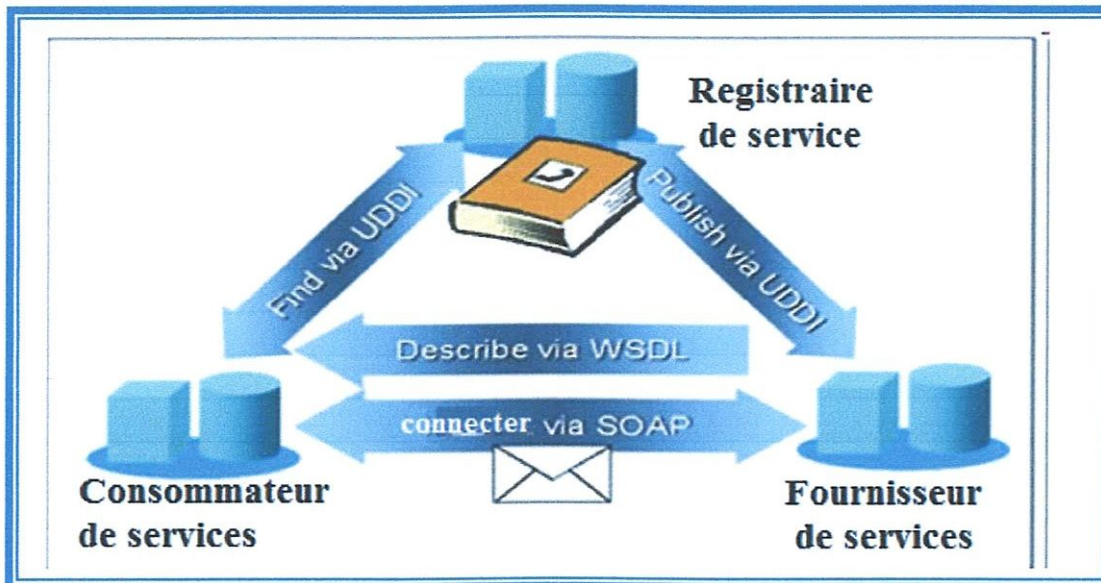 Registraire
de service
Find via UDDI
Publish via UDDI
Describe via WSDL
connecter via SOAP
Consommateur
de services
Fournisseur
de services